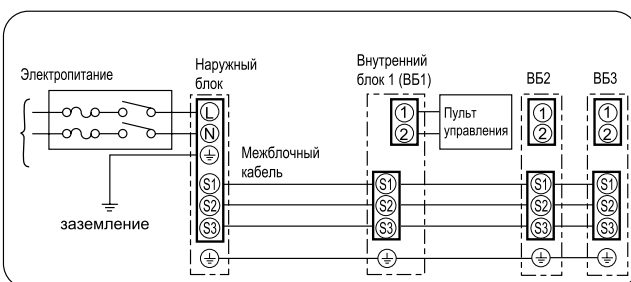 Электропитание
Наружный
блок
Внутренний
блок 1 (ВБ1)
ВБ2
ВБ3
L
N
1
2
Пульт
управления
1
2
1
2
Межблочный
кабель
заземление
S1
S2
S3
S1
S2
S3
S1
S2
S3
S1
S2
S3